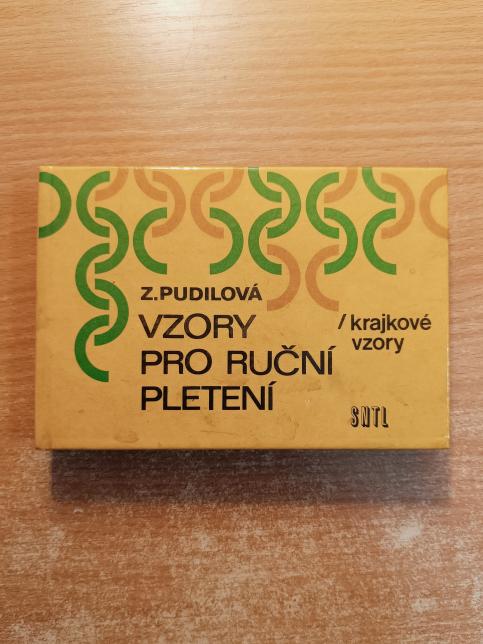 Z.PUDILOVÁ
VZORY
PRO RUČNÍ
PLETENÍ
/ krajkové
vzory
SNTL